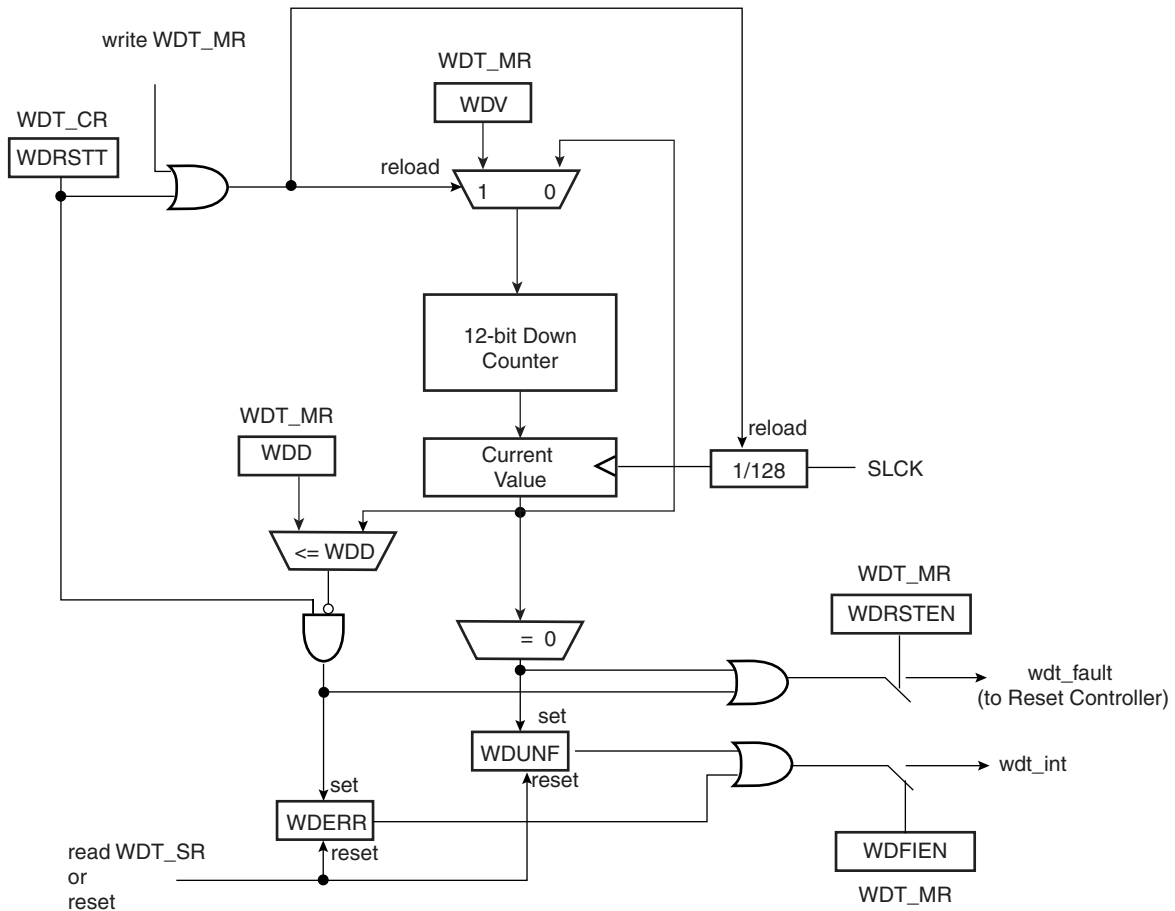 write WDT_MR
WDT_MR
WDV
WDT_CR
WDRSTT
reload
1 0
12-bit Down
Counter
WDT_MR
WDD
reload
Current
Value
1/128
SLCK
<= WDD
WDT_MR
WDRSTEN
= 0
wdt_fault
(to Reset Controller)
set
WDUNF
reset
wdt_int
set
WDERR
reset
read WDT_SR
or
reset
WDFIEN
WDT_MR